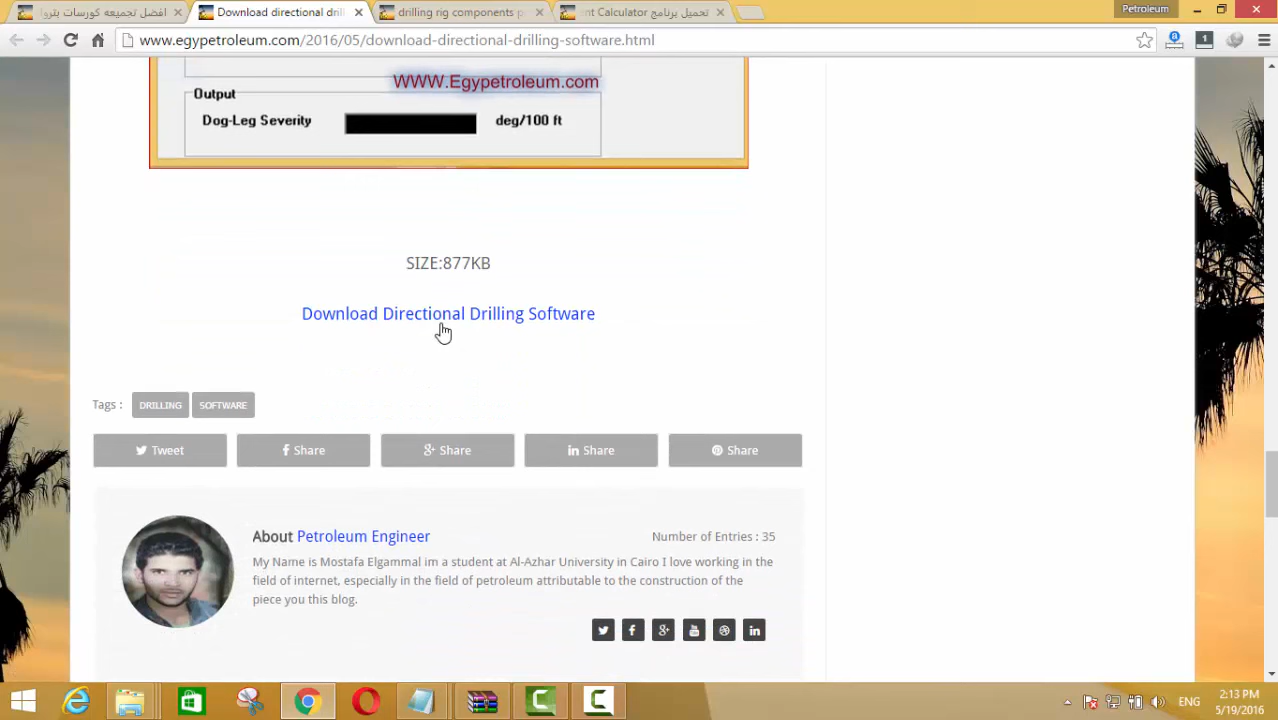 افضل تجميعه كورسات بترو
Download directional drill
drilling rig components p
تحميل برنامج ent Calculator
Petroleum
www.egypetroleum.com/2016/05/download-directional-drilling-software.html
8
1
WWW.Egypetroleum.com
Output
Dog-Leg Severity
deg/100 ft
SIZE:877KB
Download Directional Drilling Software
Tags :
DRILLING
SOFTWARE
Tweet
Share
Share
Share
Share
About Petroleum Engineer
Number of Entries : 35
My Name is Mostafa Elgammal im a student at Al-Azhar University in Cairo I love working in the
field of internet, especially in the field of petroleum attributable to the construction of the
piece you this blog.
ENG
2:13 PM
5/19/2016